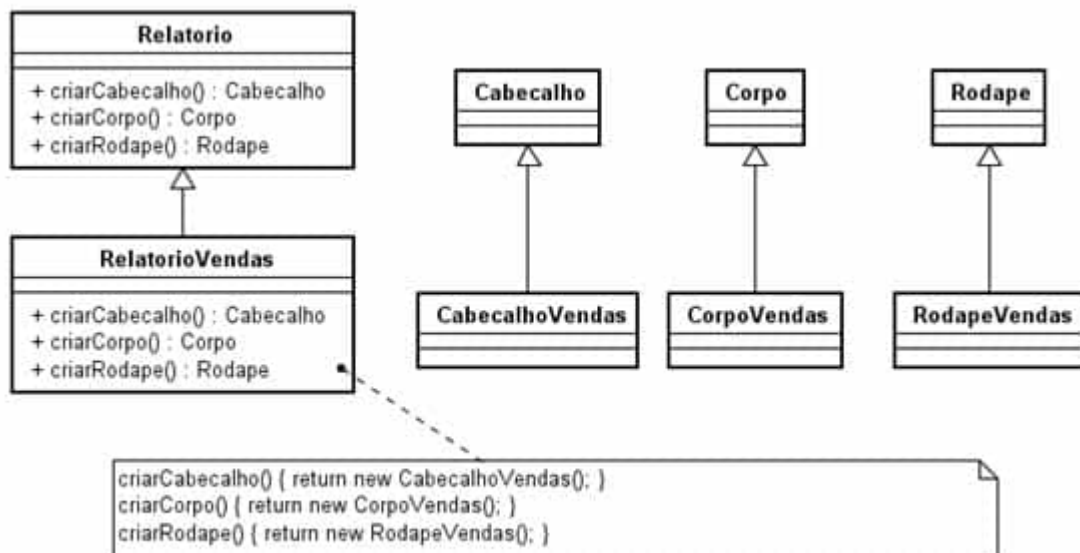 Relatorio
+ criarCabecalho() : Cabecalho
+ criarCorpo() : Corpo
+ criarRodape() : Rodape
Cabecalho
Corpo
Rodape
RelatorioVendas
+ criarCabecalho() : Cabecalho
+ criarCorpo() : Corpo
+ criarRodape() : Rodape
CabecalhoVendas
CorpoVendas
RodapeVendas
criarCabecalho() { return new CabecalhoVendas(); }
criarCorpo() { return new CorpoVendas(); }
criarRodape() { return new RodapeVendas(); }